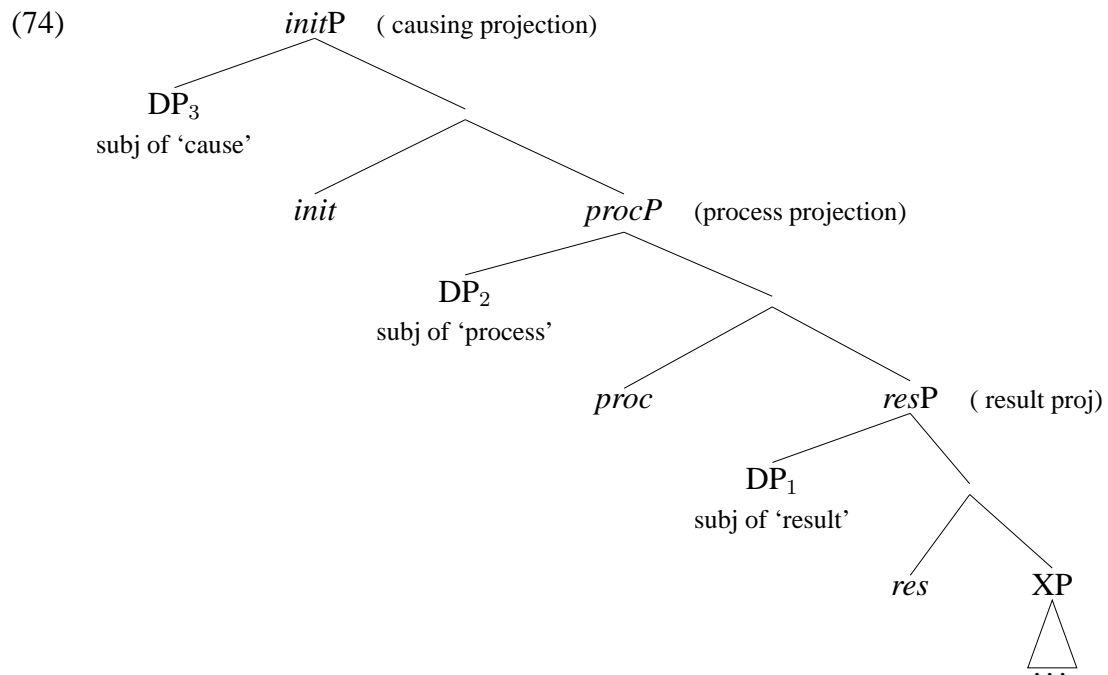 (74) initP ( causing projection)
DP₃
subj of ‘cause’
init procP (process projection)
DP₂
subj of ‘process’
proc resP ( result proj)
DP₁
subj of ‘result’
res XP
...